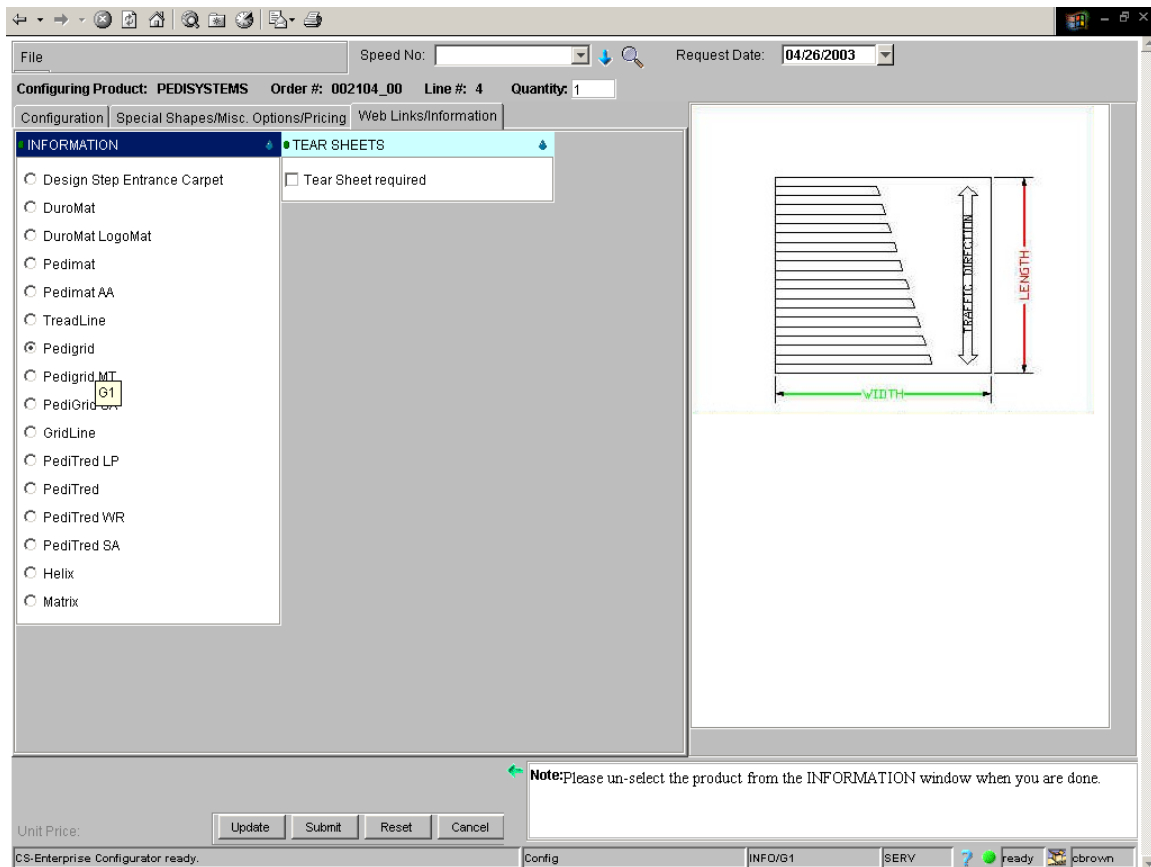 File
Speed No:
Request Date: 04/26/2003
Configuring Product: PEDISYSTEMS Order #: 002104_00 Line #: 4 Quantity: 1
Configuration Special Shapes/Misc. Options/Pricing Web Links/Information
INFORMATION
Design Step Entrance Carpet
DuroMat
DuroMat LogoMat
Pedimat
Pedimat AA
TreadLine
Pedigrid
Pedigrid MT
G1
PediGrid SA
GridLine
PediTred LP
PediTred
PediTred WR
PediTred SA
Helix
Matrix
TEAR SHEETS
Tear Sheet required
TRAFFIC DIRECTION
LENGTH
WIDTH
Note:Please un-select the product from the INFORMATION window when you are done.
Unit Price:
Update Submit Reset Cancel
CS-Enterprise Configurator ready. Config INFO/G1 SERV ready cbrown